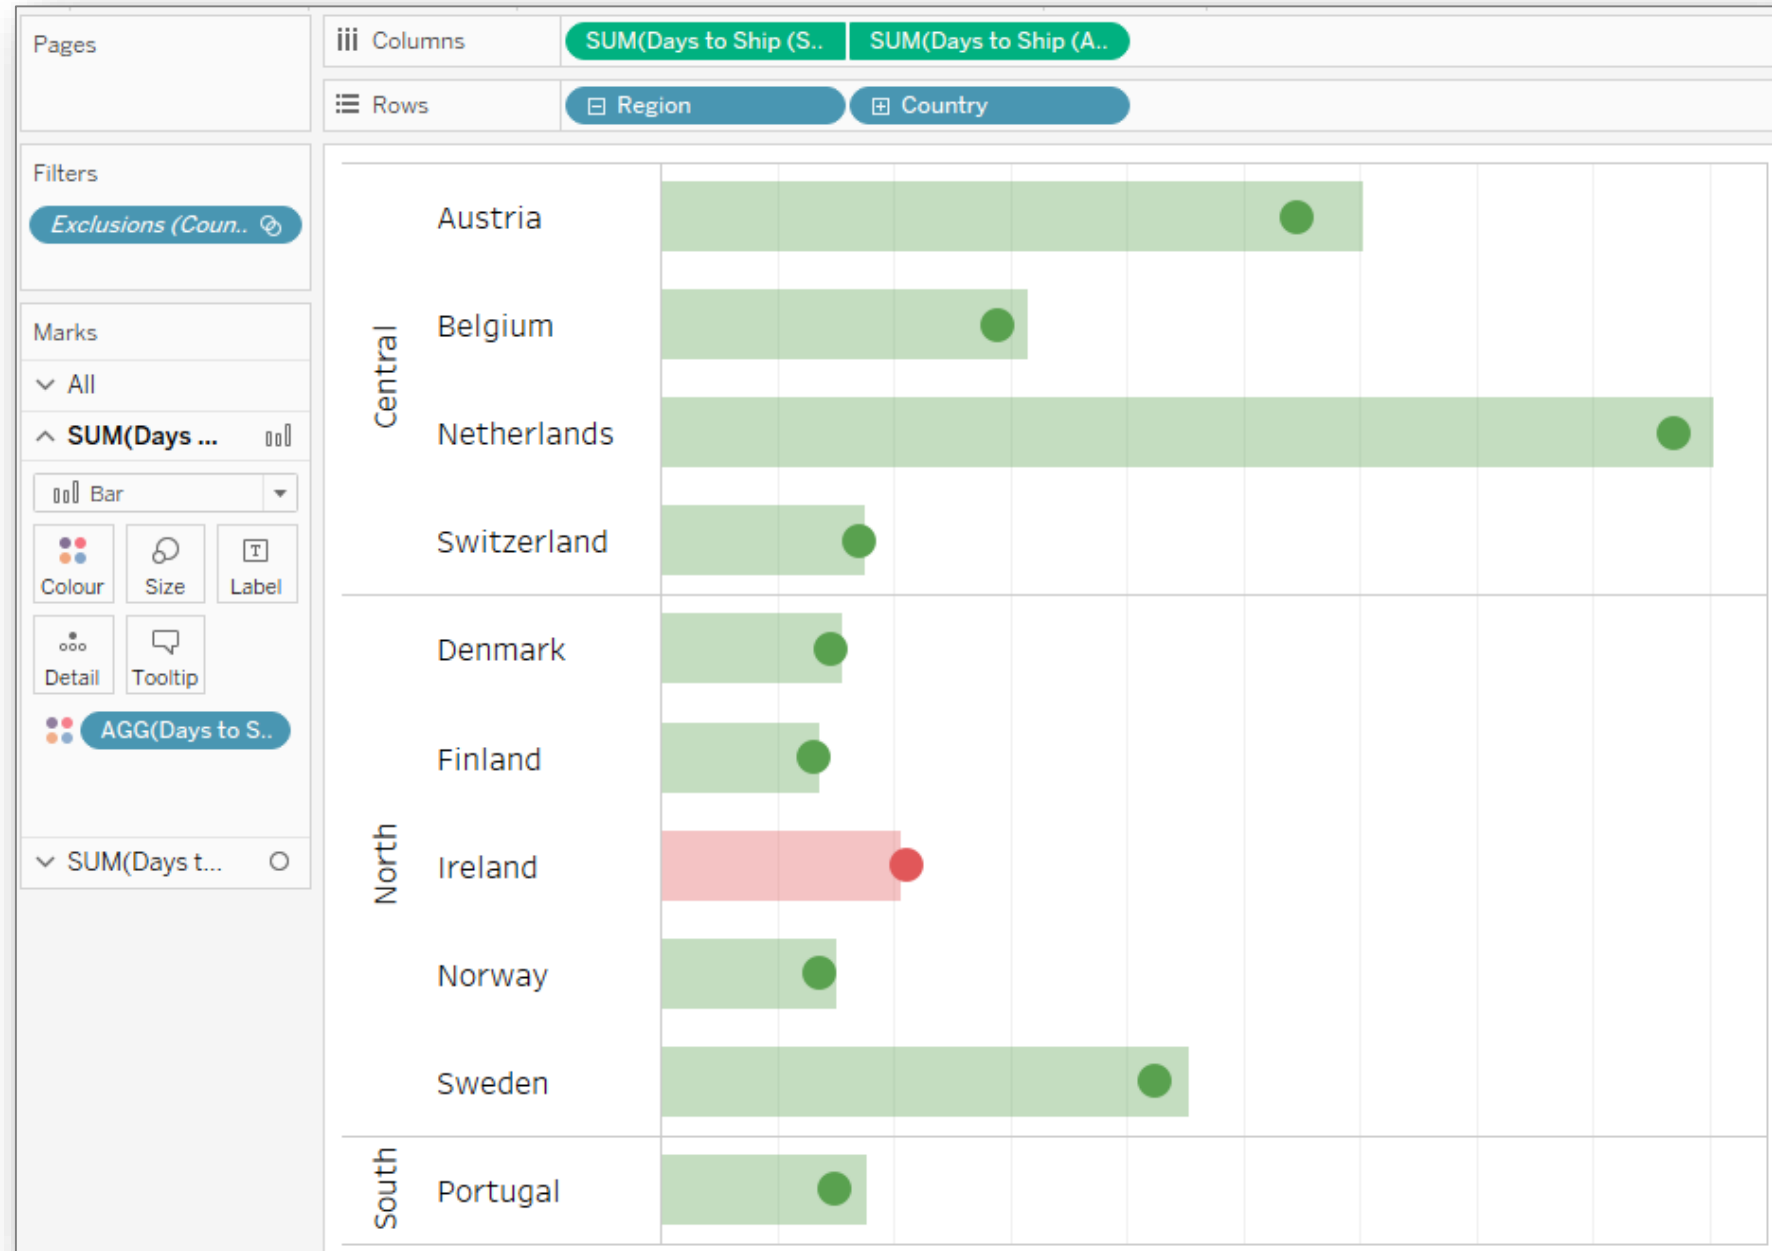 Pages
Columns
SUM(Days to Ship (S..
SUM(Days to Ship (A..
Rows
Region
Country
Filters
Exclusions (Coun..
Marks
All
SUM(Days ...
Bar
Colour
Size
T
Label
Detail
Tooltip
AGG(Days to S..
SUM(Days t...
Central
Austria
Belgium
Netherlands
Switzerland
North
Denmark
Finland
Ireland
Norway
Sweden
South
Portugal